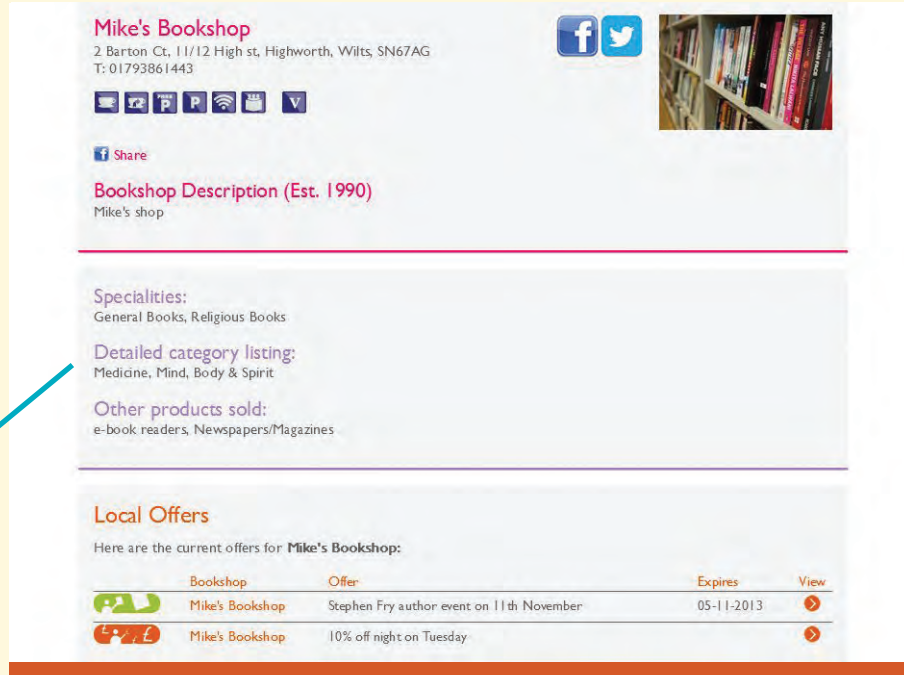 Mike's Bookshop
2 Barton Ct, 11/12 High st, Highworth, Wilts, SN67AG
T: 01793861443
FREE P P V
Share
Bookshop Description (Est. 1990)
Mike's shop
Specialities:
General Books, Religious Books
Detailed category listing:
Medicine, Mind, Body & Spirit
Other products sold:
e-book readers, Newspapers/Magazines
Local Offers
Here are the current offers for Mike's Bookshop:
Bookshop Offer Expires View
Mike's Bookshop Stephen Fry author event on 11th November 05-11-2013
£ Mike's Bookshop 10% off night on Tuesday